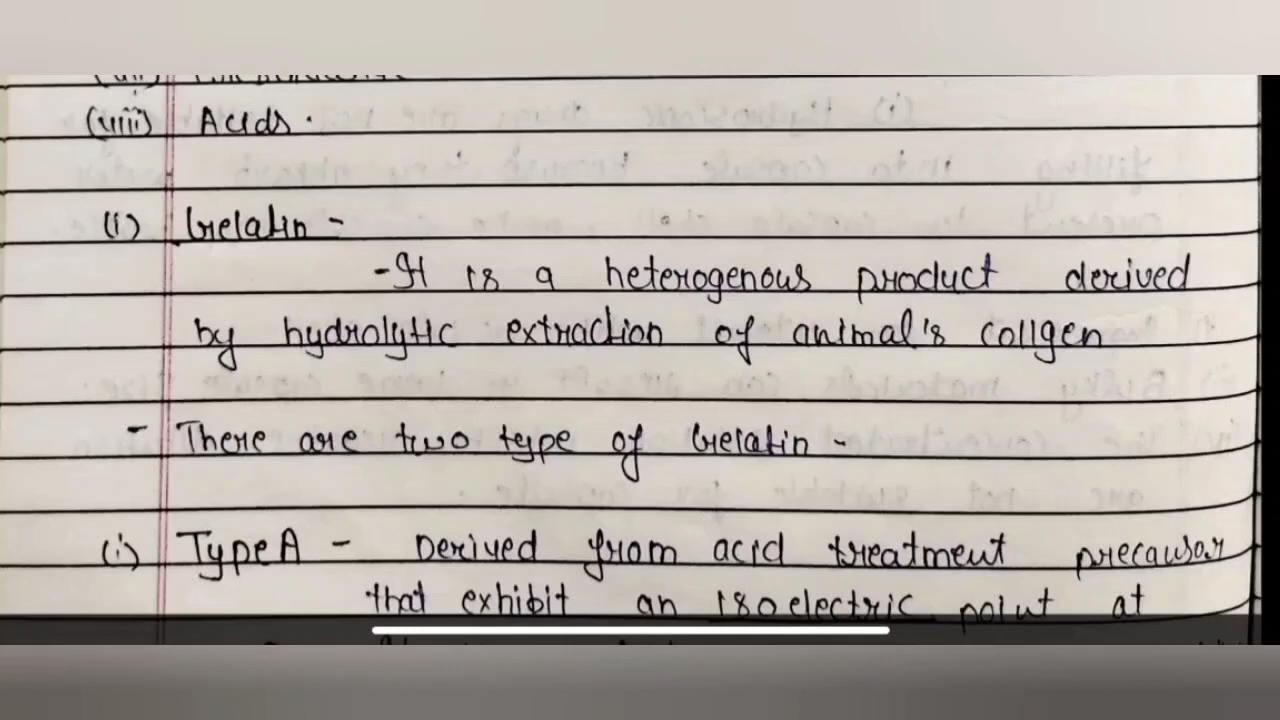 (viii) Acids.
(i) Gelatin -
- It is a heterogenous product derived
by hydrolytic extraction of animal's collgen
- There are two type of Gelatin -
(i) Type A - Derived from acid treatment precausor
that exhibit an isoelectric point at